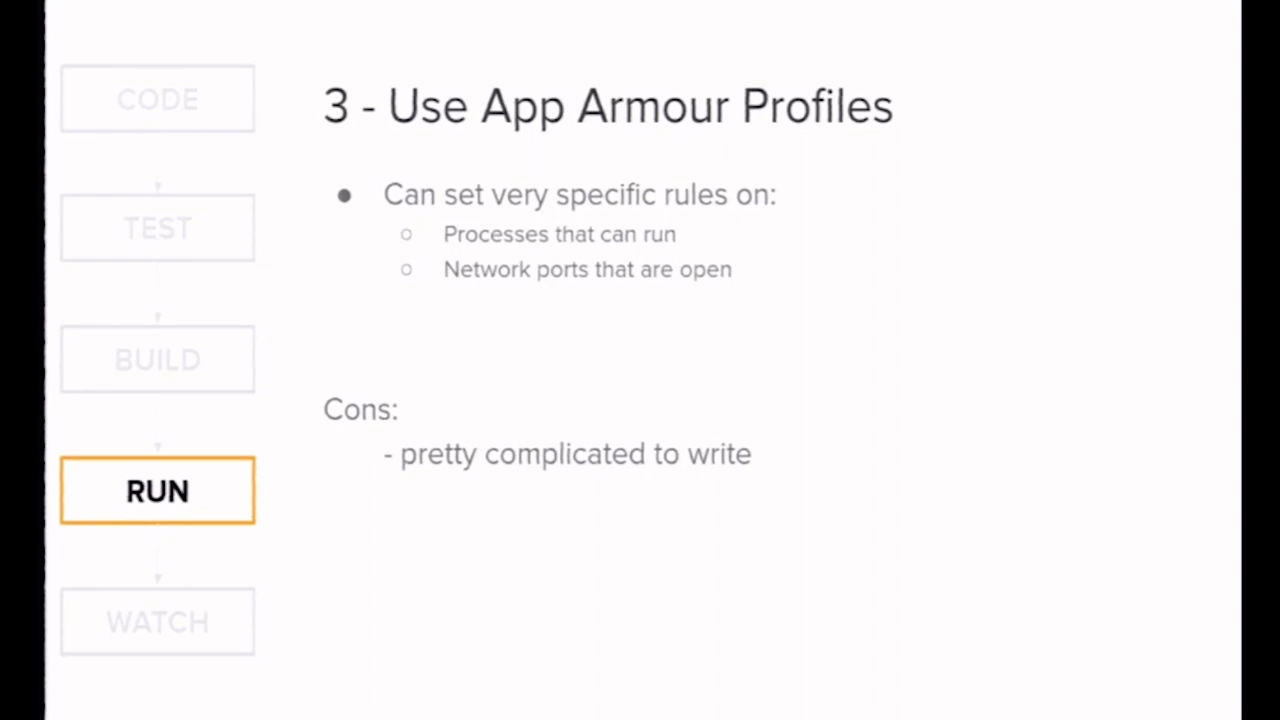 CODE
TEST
BUILD
RUN
WATCH
3 - Use App Armour Profiles
● Can set very specific rules on:
○ Processes that can run
○ Network ports that are open
Cons:
- pretty complicated to write